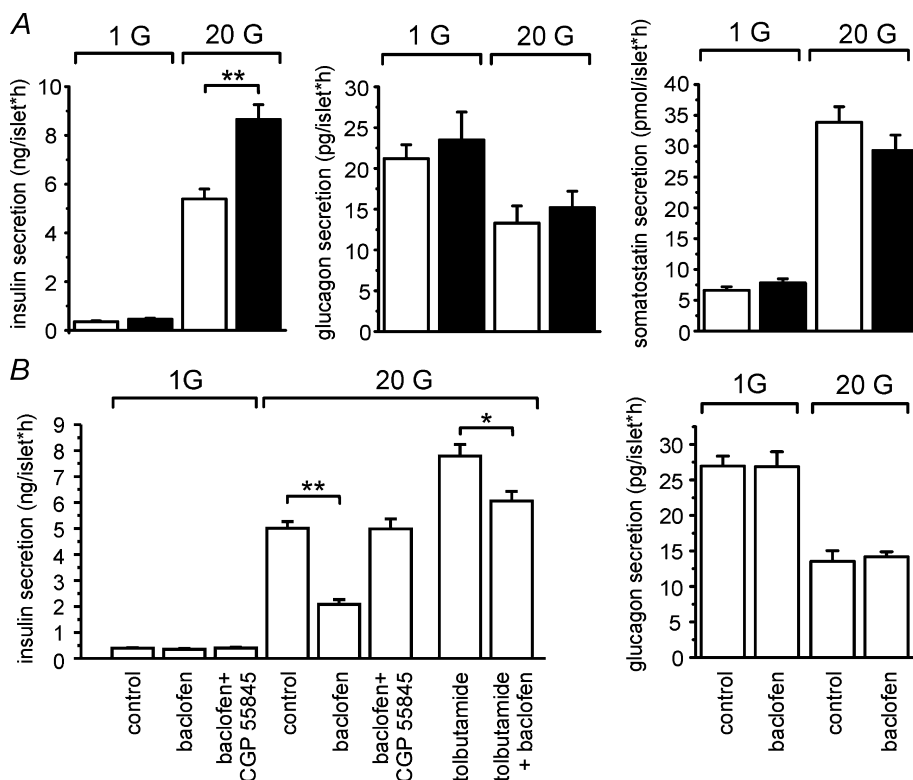 A
1 G
20 G
insulin secretion (ng/islet*h)
10
8
6
4
2
0
**
1 G
20 G
glucagon secretion (pg/islet*h)
30
25
20
15
10
5
0
1 G
20 G
somatostatin secretion (pmol/islet*h)
40
35
30
25
20
15
10
5
0
B
1G
20 G
insulin secretion (ng/islet*h)
9
8
7
6
5
4
3
2
1
0
**
*
control
baclofen
baclofen+
CGP 55845
control
baclofen
baclofen+
CGP 55845
tolbutamide
tolbutamide
+ baclofen
1G
20 G
glucagon secretion (pg/islet*h)
30
25
20
15
10
5
0
control
baclofen
control
baclofen